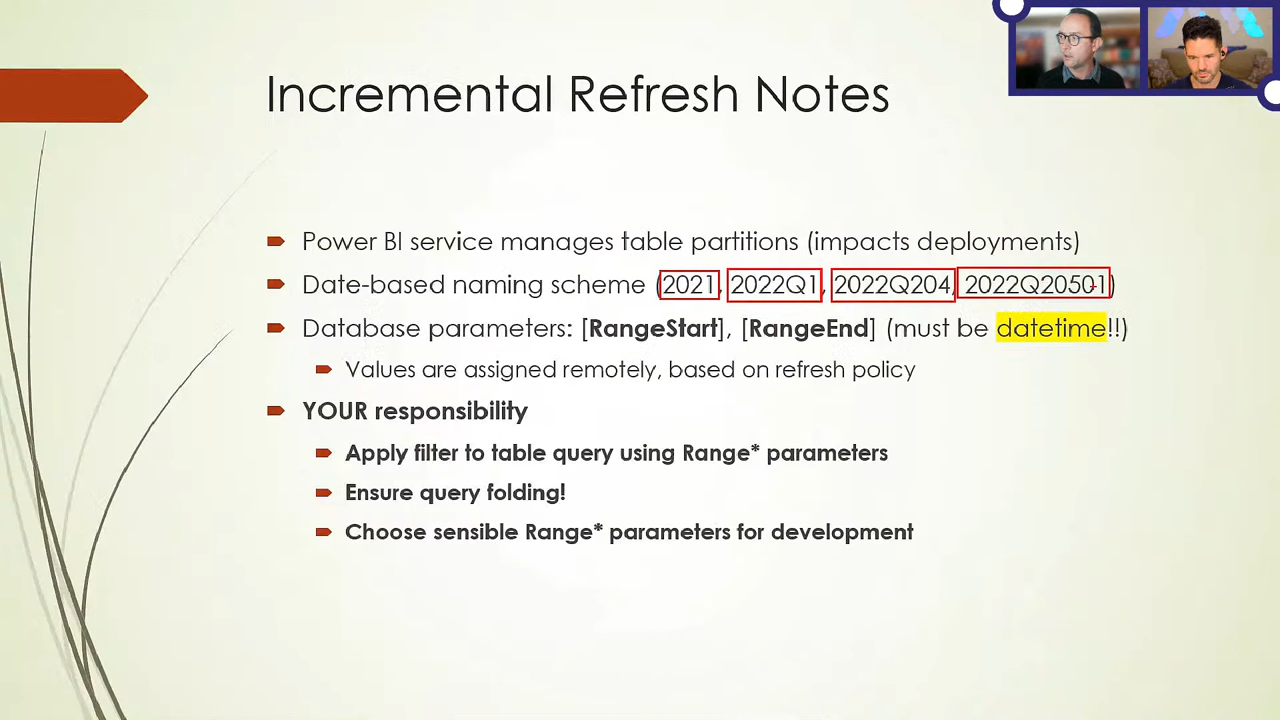 Incremental Refresh Notes
Power BI service manages table partitions (impacts deployments)
Date-based naming scheme (2021, 2022Q1, 2022Q204, 2022Q20501)
Database parameters: [RangeStart], [RangeEnd] (must be datetime!!)
Values are assigned remotely, based on refresh policy
YOUR responsibility
Apply filter to table query using Range* parameters
Ensure query folding!
Choose sensible Range* parameters for development